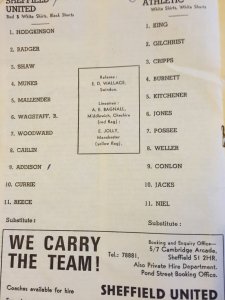 SHEFFIELD
UNITED
Red & White Shirts, Black Shorts
1. HODGKINSON
2. BADGER
3. SHAW
4. MUNKS
5. MALLENDER
6. WAGSTAFF, B.
7. WOODWARD
8. CARLIN
9. ADDISON
10. CURRIE
11. REECE
Substitute :
Referee :
R. D. WALLACE,
Swindon.
Linesmen :
A. R. BAGNALL,
Middlewich, Cheshire
(red flag) ;
E. JOLLY,
Manchester
(yellow flag).
ATHLETIC
White Shirts, White Shorts
1. KING
2. GILCHRIST
3. CRIPPS
4. BURNETT
5. KITCHENER
6. JONES
7. POSSEE
8. WELLER
9. CONLON
10. JACKS
11. NIEL
Substitute :
WE CARRY
THE TEAM!
Coaches available for hire
Tel.: 78881.
Booking and Enquiry Office—
5/7 Cambridge Arcade,
Sheffield S1 2HR.
Also Private Hire Department.
Pond Street Booking Office.
SHEFFIELD UNITED